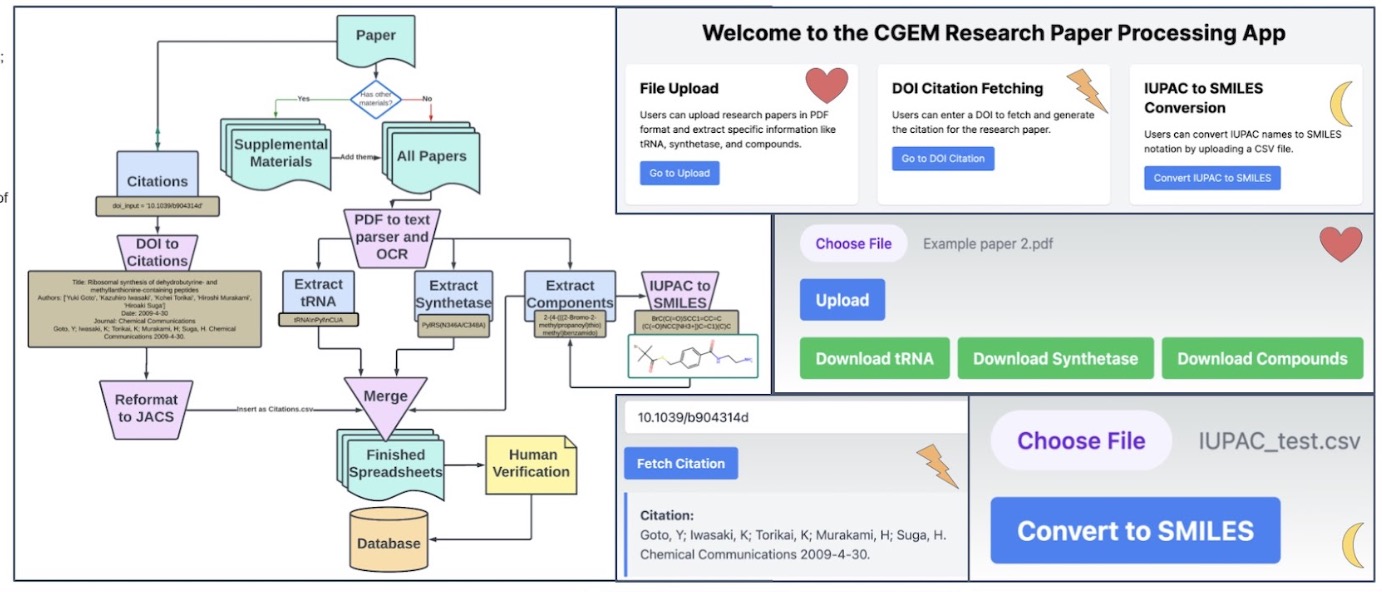 ;
of
Paper
Has other
materials?
Yes
No
Supplemental
Materials
Add them
All Papers
Citations
doi_input = '10.1039/b904314d'
DOI to
Citations
Title: Ribosomal synthesis of dehydrobutyrine- and
methyllanthionine-containing peptides
Authors: ['Yuki Goto', 'Kazuhiro Iwasaki', 'Kohei Torikai', 'Hiroshi Murakami',
'Hiroaki Suga']
Date: 2009-4-30
Journal: Chemical Communications
Goto, Y; Iwasaki, K; Torikai, K; Murakami, H; Suga, H. Chemical
Communications 2009-4-30.
Reformat
to JACS
Insert as Citations.csv
PDF to text
parser and
OCR
Extract
tRNA
tRNA\nPyl\nCUA
Extract
Synthetase
PylRS(N346A/C348A)
Extract
Components
2-(4-(((2-Bromo-2-
methylpropanoyl)thio)
methyl)benzamido)
IUPAC to
SMILES
BrC(C(=O)SCC1=CC=C
(C(=O)NCC[NH3+])C=C1)(C)C
Merge
Finished
Spreadsheets
Human
Verification
Database
Welcome to the CGEM Research Paper Processing App
File Upload
Users can upload research papers in PDF
format and extract specific information like
tRNA, synthetase, and compounds.
Go to Upload
DOI Citation Fetching
Users can enter a DOI to fetch and generate
the citation for the research paper.
Go to DOI Citation
IUPAC to SMILES
Conversion
Users can convert IUPAC names to SMILES
notation by uploading a CSV file.
Convert IUPAC to SMILES
Choose File Example paper 2.pdf
Upload
Download tRNA Download Synthetase Download Compounds
10.1039/b904314d
Fetch Citation
Citation:
Goto, Y; Iwasaki, K; Torikai, K; Murakami, H; Suga, H.
Chemical Communications 2009-4-30.
Choose File IUPAC_test.csv
Convert to SMILES